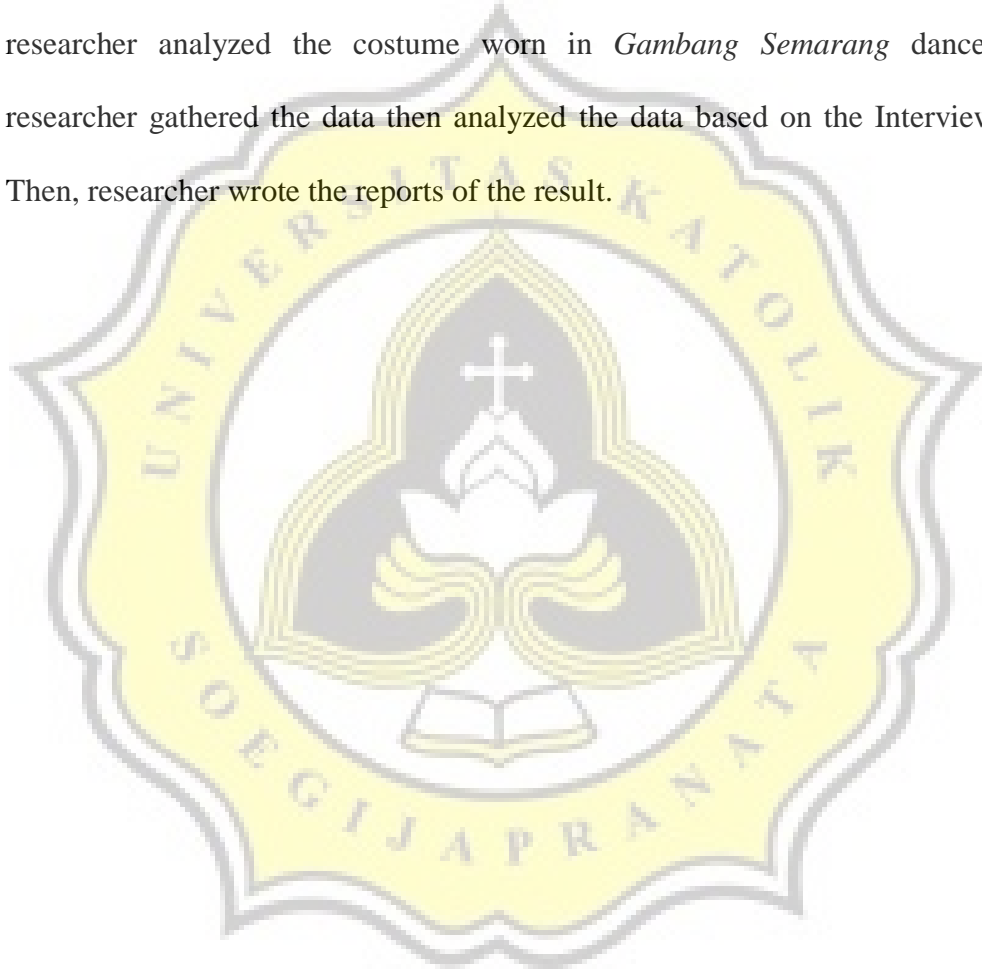 researcher analyzed the costume worn in Gambang Semarang dance
researcher gathered the data then analyzed the data based on the Interview
Then, researcher wrote the reports of the result.
UNIVERSITAS KATOLIK
SOEGIJAPRANATA